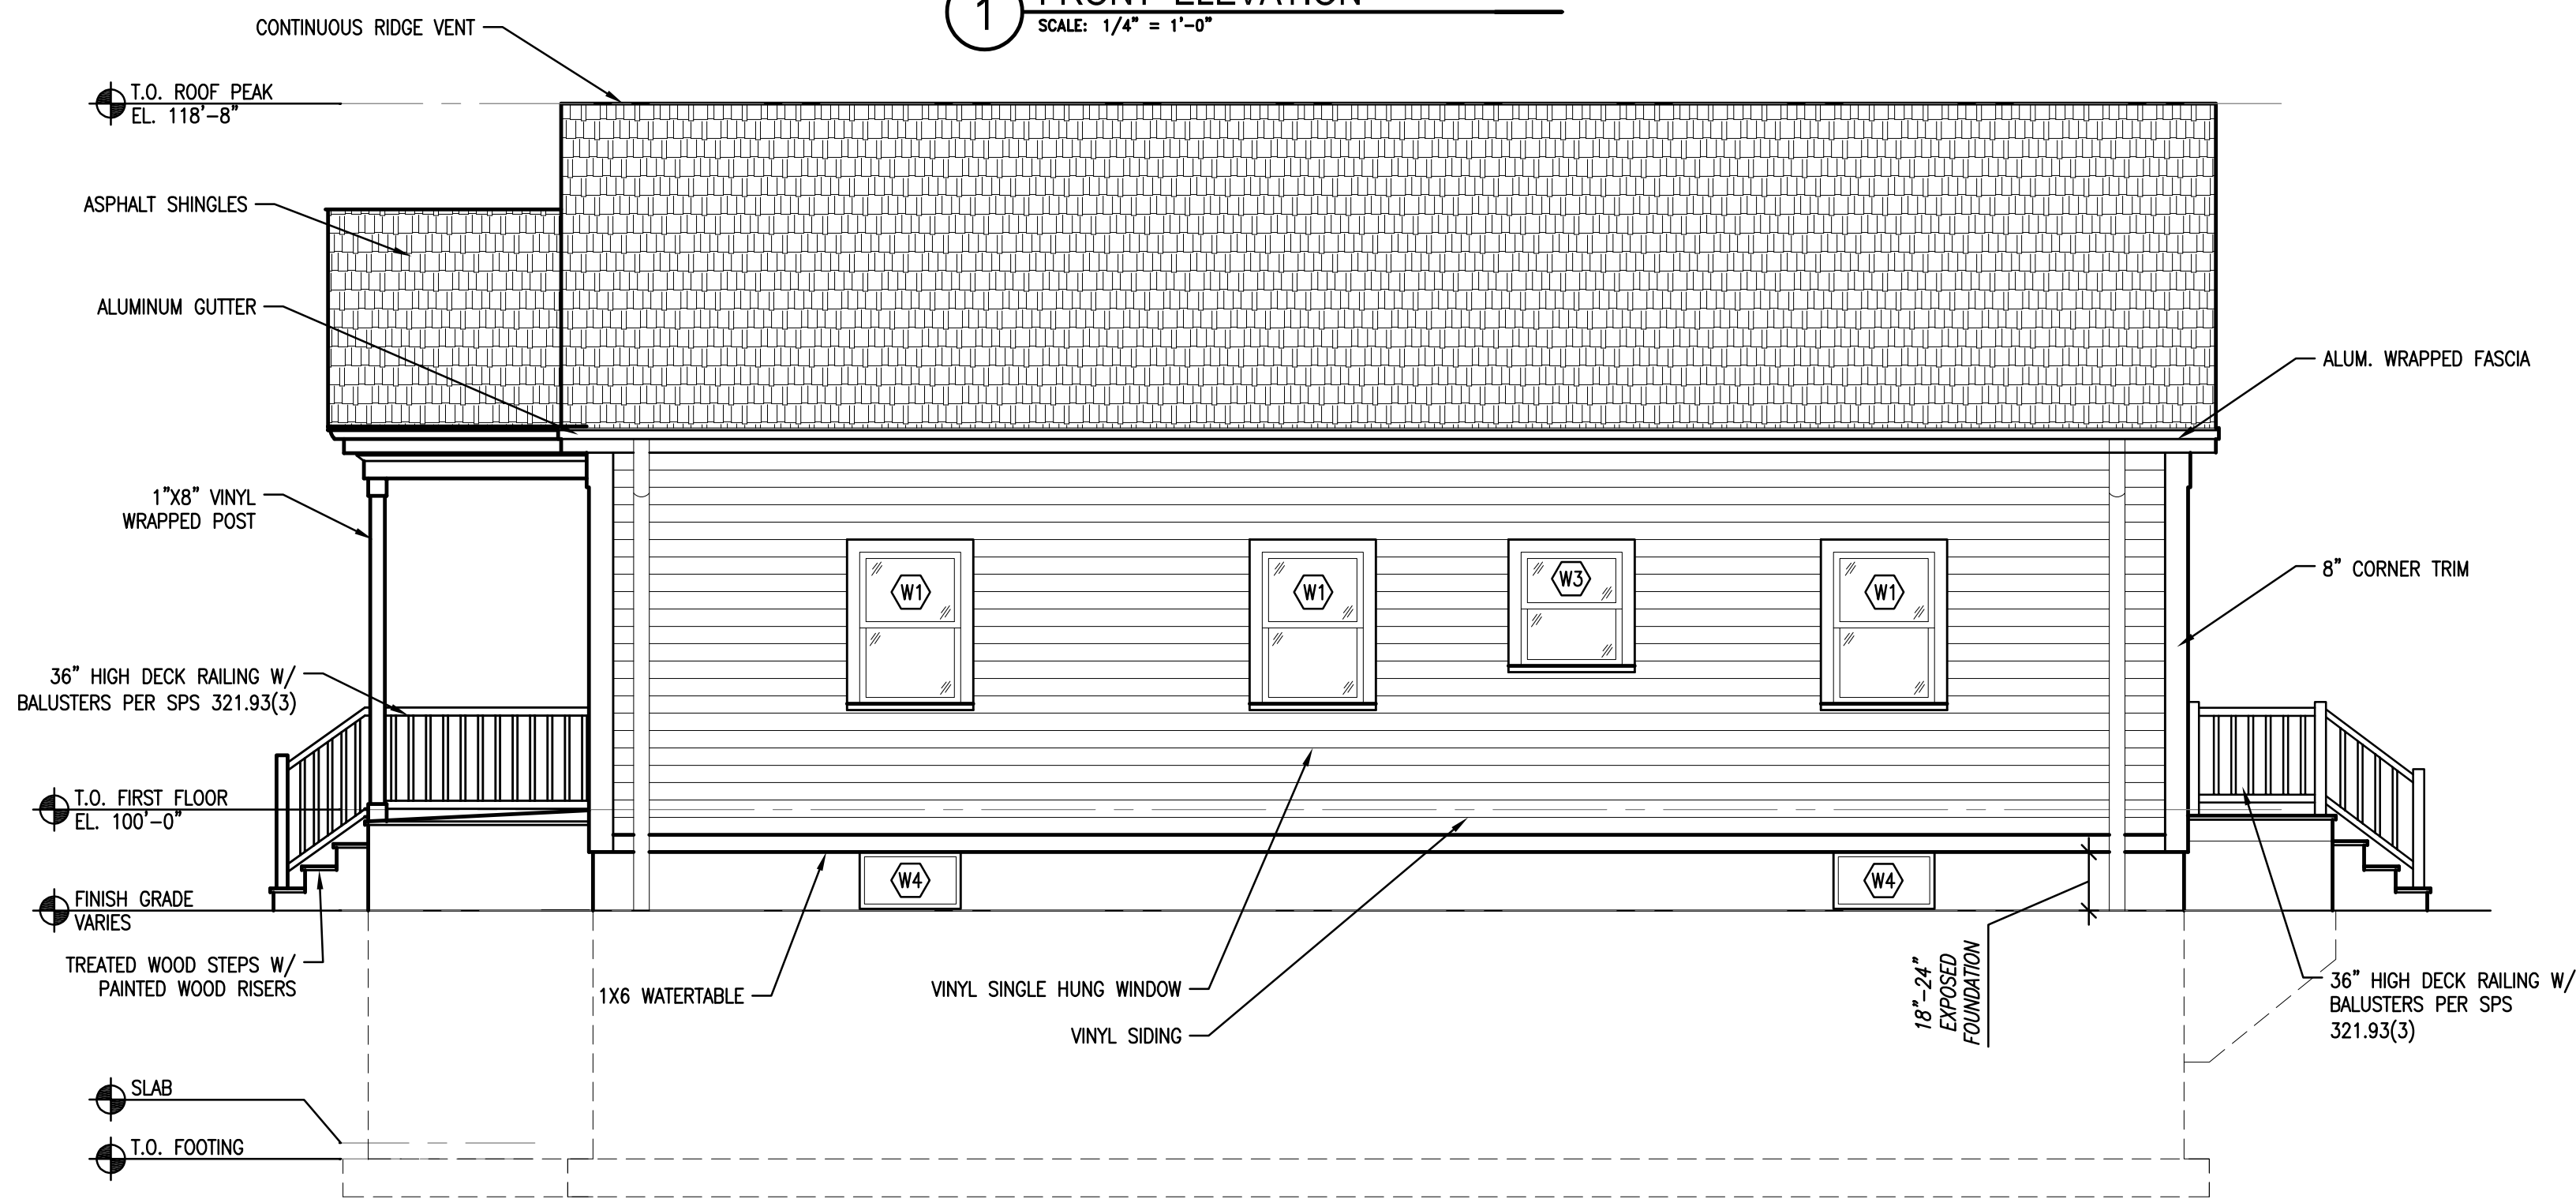 1
FRONT ELEVATION
SCALE: 1/4" = 1'-0"
CONTINUOUS RIDGE VENT
T.O. ROOF PEAK
EL. 118'-8"
ASPHALT SHINGLES
ALUMINUM GUTTER
ALUM. WRAPPED FASCIA
1"X8" VINYL
WRAPPED POST
W1
W1
W3
W1
8" CORNER TRIM
36" HIGH DECK RAILING W/
BALUSTERS PER SPS 321.93(3)
T.O. FIRST FLOOR
EL. 100'-0"
W4
W4
FINISH GRADE
VARIES
TREATED WOOD STEPS W/
PAINTED WOOD RISERS
1X6 WATERTABLE
VINYL SINGLE HUNG WINDOW
VINYL SIDING
18"-24"
EXPOSED
FOUNDATION
36" HIGH DECK RAILING W/
BALUSTERS PER SPS
321.93(3)
SLAB
T.O. FOOTING